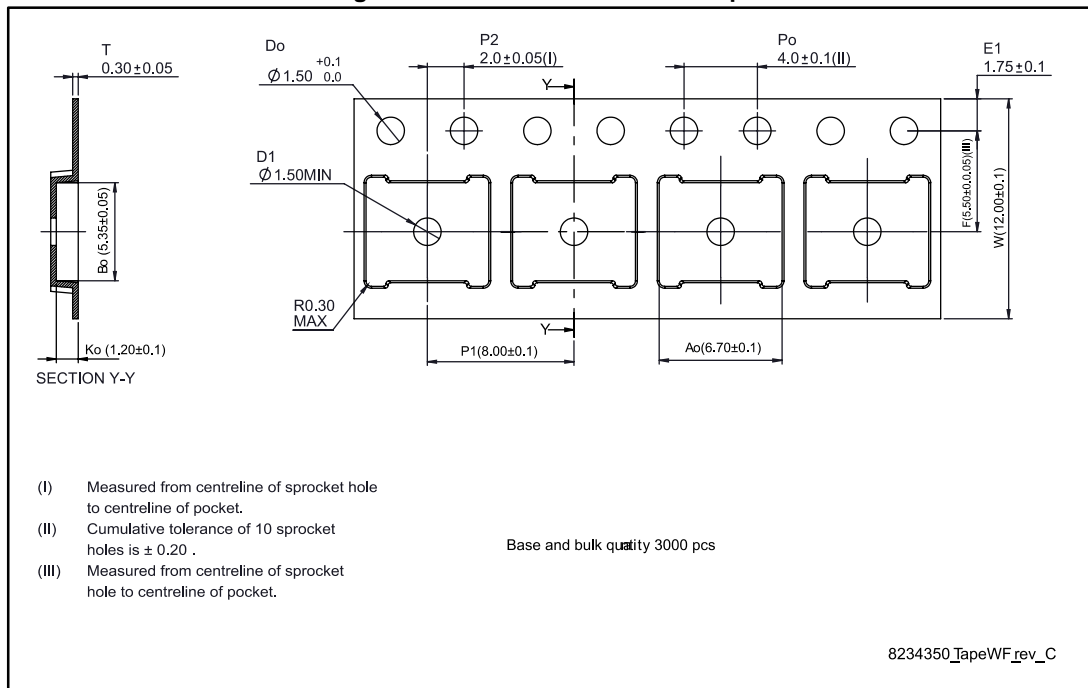 T
0.30±0.05
Do
+0.1
Ø1.50 0.0
P2
2.0±0.05(I)
Po
4.0±0.1(II)
E1
1.75±0.1
Y
D1
Ø1.50MIN
Bo (5.35±0.05)
F(5.50±0.0.05)(III)
W(12.00±0.1)
R0.30
MAX
Y
Ko (1.20±0.1)
P1(8.00±0.1)
Ao(6.70±0.1)
SECTION Y-Y
(I) Measured from centreline of sprocket hole
to centreline of pocket.
(II) Cumulative tolerance of 10 sprocket
holes is ± 0.20 .
(III) Measured from centreline of sprocket
hole to centreline of pocket.
Base and bulk quatity 3000 pcs
8234350_TapeWF_rev_C